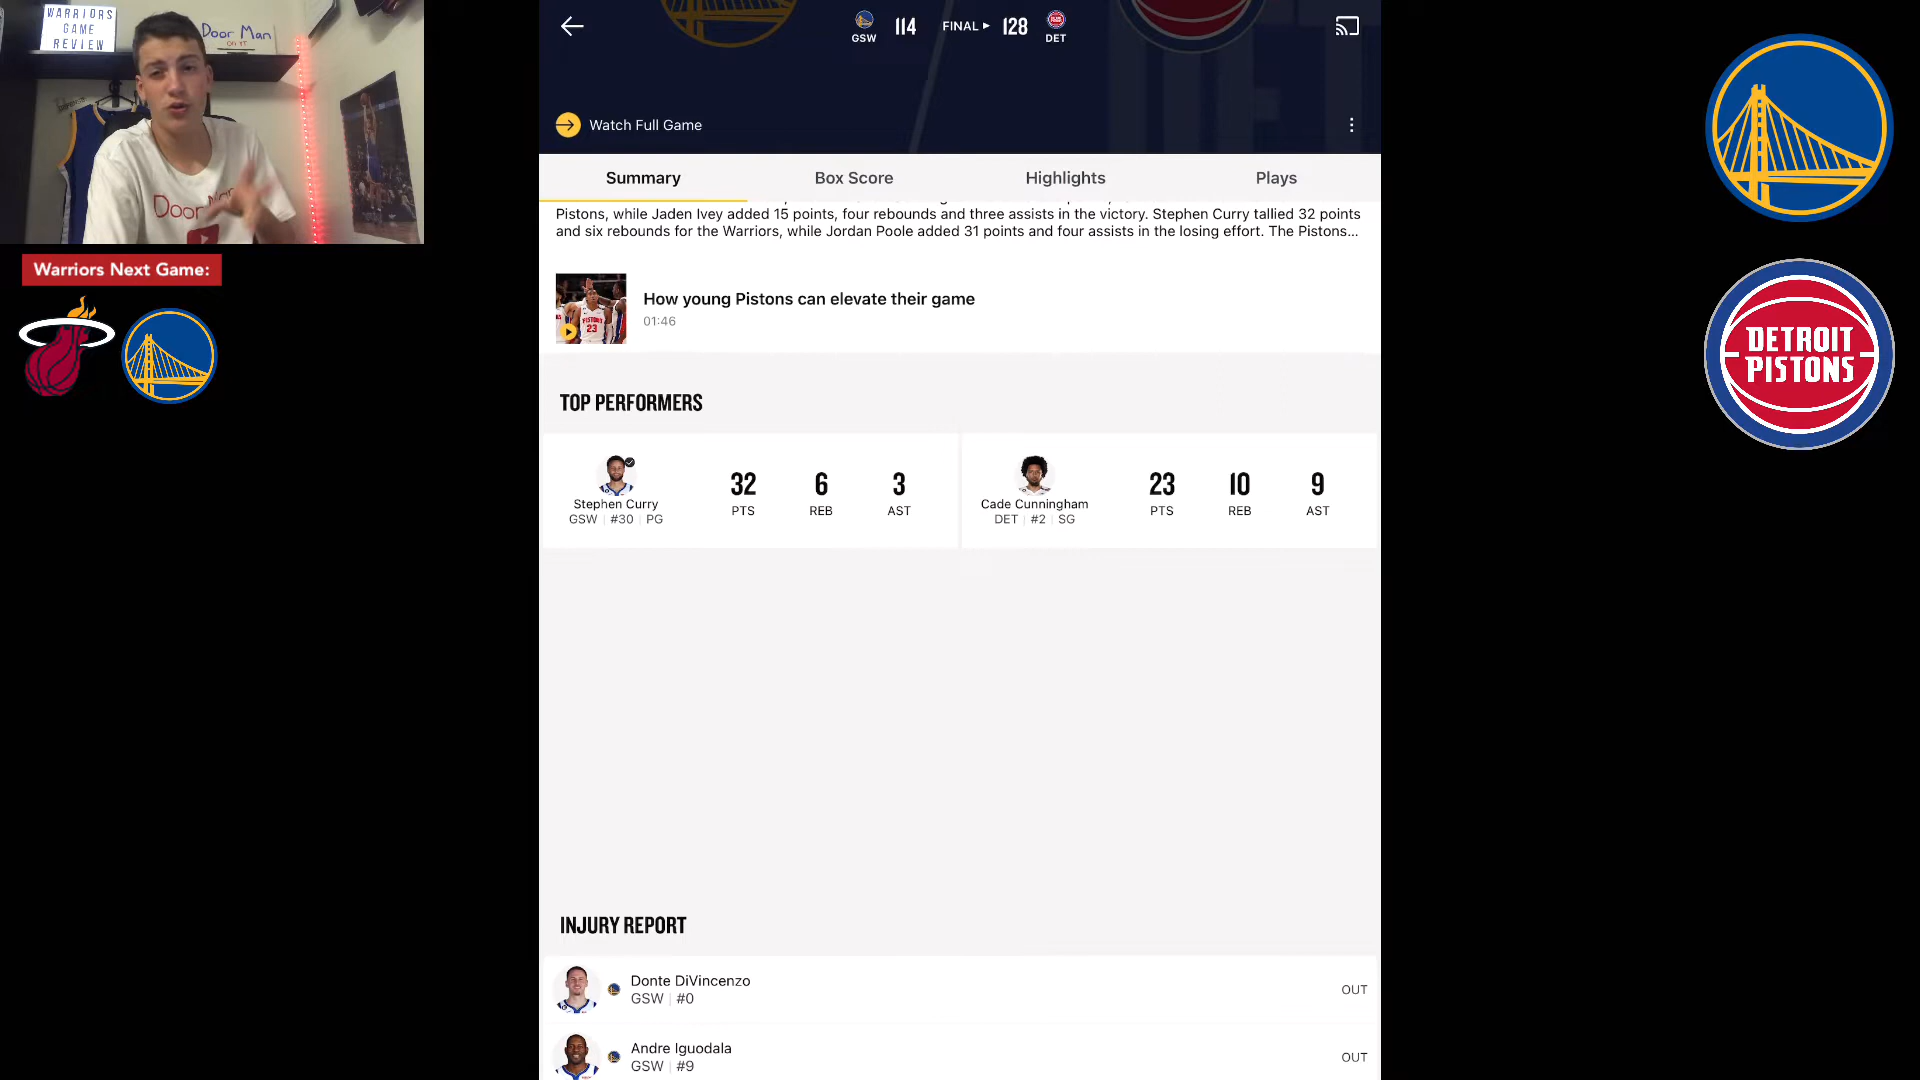 WARRIORS
GAME
REVIEW
Door Man
Door Man
Warriors Next Game:
GSW
114
FINAL
128
DET
Watch Full Game
Summary
Box Score
Highlights
Plays
Pistons, while Jaden Ivey added 15 points, four rebounds and three assists in the victory. Stephen Curry tallied 32 points
and six rebounds for the Warriors, while Jordan Poole added 31 points and four assists in the losing effort. The Pistons...
How young Pistons can elevate their game
01:46
TOP PERFORMERS
Stephen Curry
GSW | #30 | PG
32 6 3
PTS REB AST
Cade Cunningham
DET | #2 | SG
23 10 9
PTS REB AST
INJURY REPORT
Donte DiVincenzo
GSW | #0
OUT
Andre Iguodala
GSW | #9
OUT
DETROIT
PISTONS